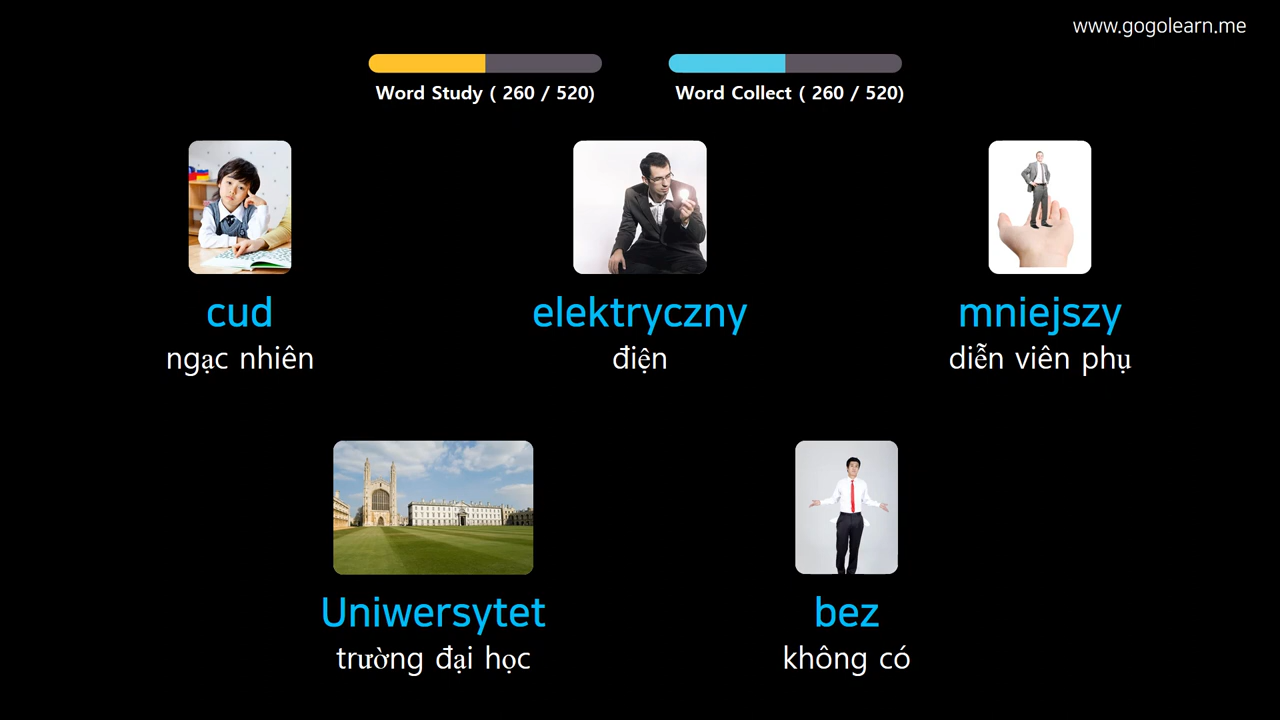 www.gogolearn.me
Word Study ( 260 / 520)
Word Collect ( 260 / 520)
cud
ngạc nhiên
elektryczny
điện
mniejszy
diễn viên phụ
Uniwersytet
trường đại học
bez
không có